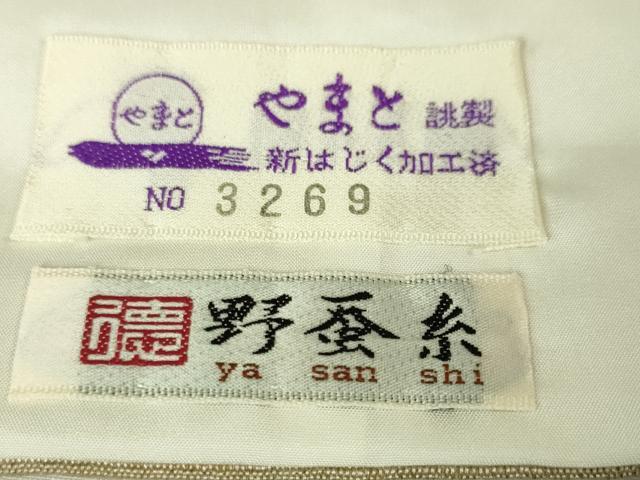 やまと
やまと 誂製
新はじく加工済
NO 3269
德 野蚕糸
ya san shi